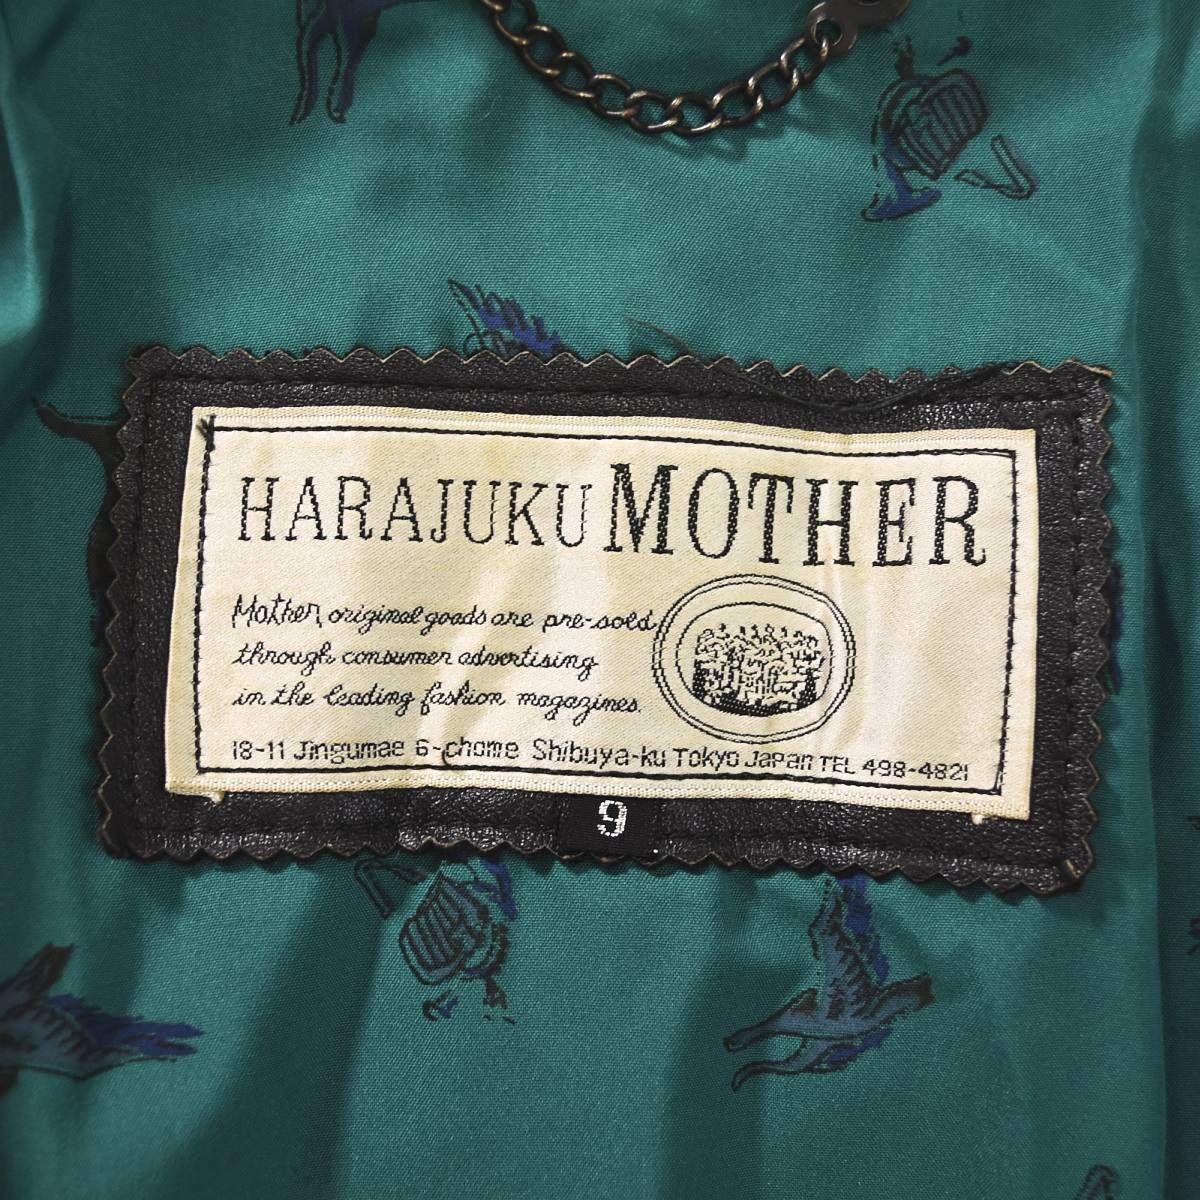 HARAJUKU MOTHER
Mother original goods are pre-sold
through consumer advertising
in the leading fashion magazines.
18-11 Jingumae 6-chome Shibuya-ku Tokyo Japan TEL 498-4821
9